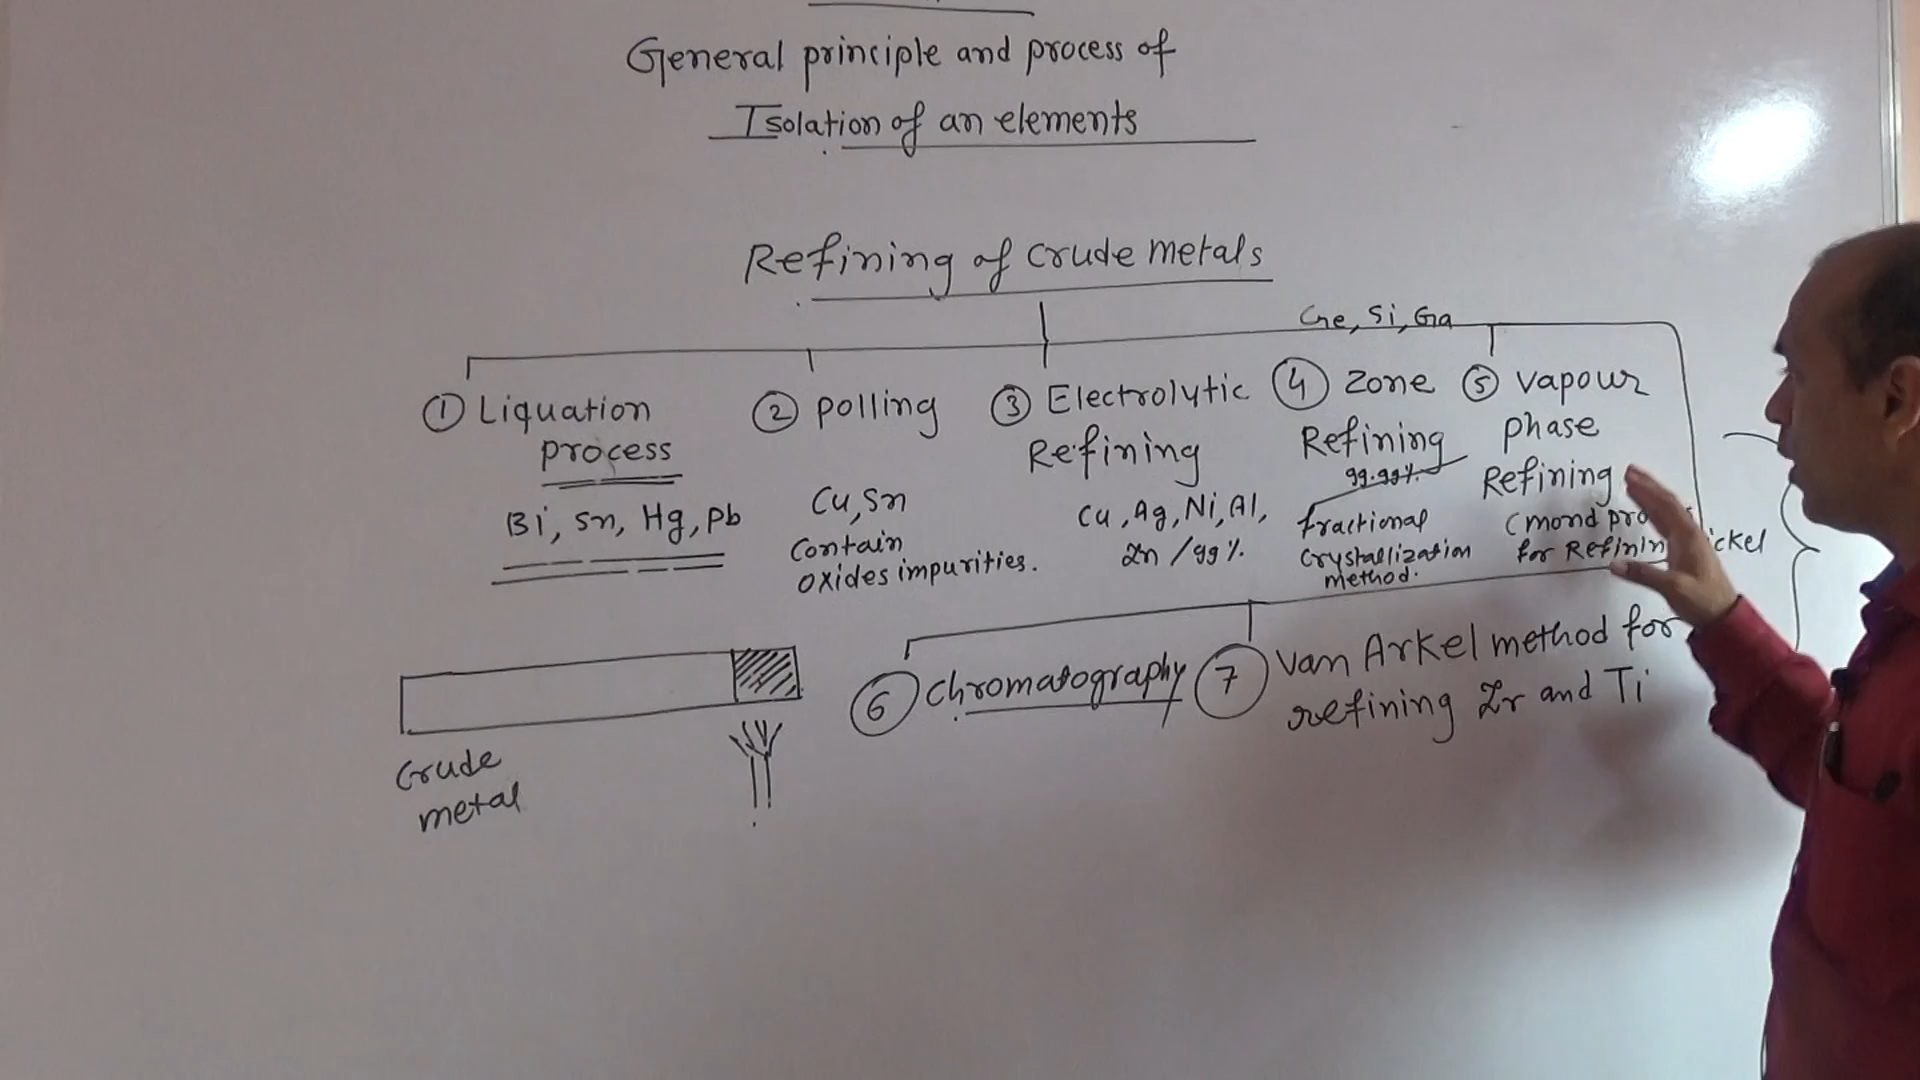 General principle and process of
Isolation of an elements
Refining of crude metals
Ge, Si, Ga
① Liquation
process
Bi, Sn, Hg, Pb
② polling
Cu, Sn
Contain
oxides impurities.
③ Electrolytic
Refining
Cu, Ag, Ni, Al,
Zn / 99%
④ Zone
Refining
99.99%
fractional
crystallization
method.
⑤ vapour
phase
Refining
(mond
for
⑥ chromatography
⑦ Van Arkel method for
refining Zr and Ti
Crude
metal